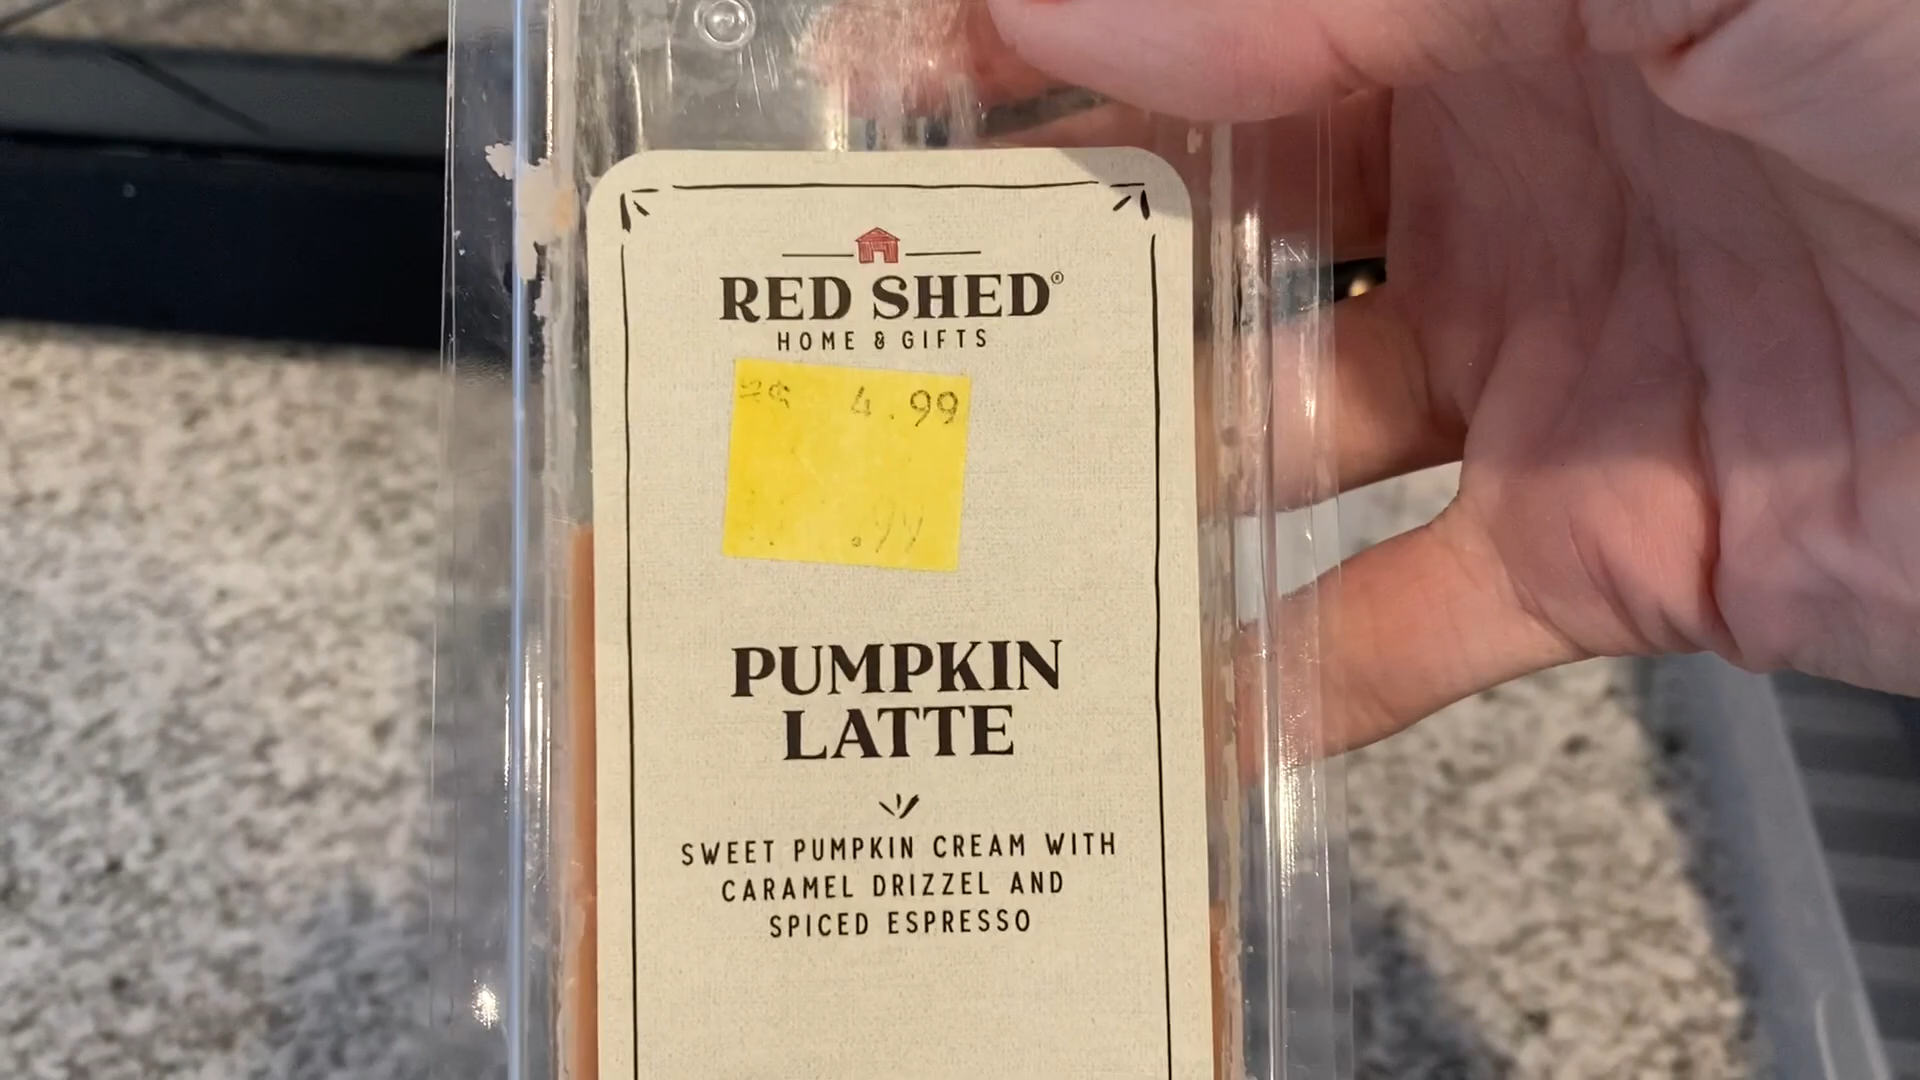 RED SHED®
HOME & GIFTS
4.99
PUMPKIN
LATTE
SWEET PUMPKIN CREAM WITH
CARAMEL DRIZZEL AND
SPICED ESPRESSO